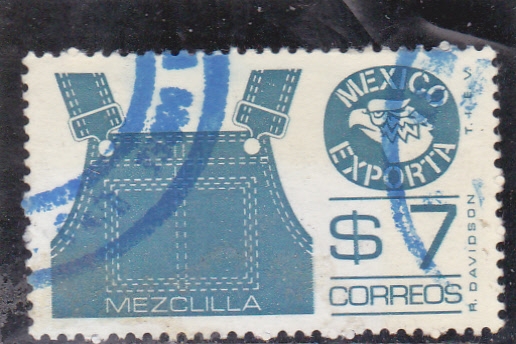 MEXICO
EXPORTA
$ 7
CORREOS
MEZCLILLA
R. DAVIDSON T.I.E.V.